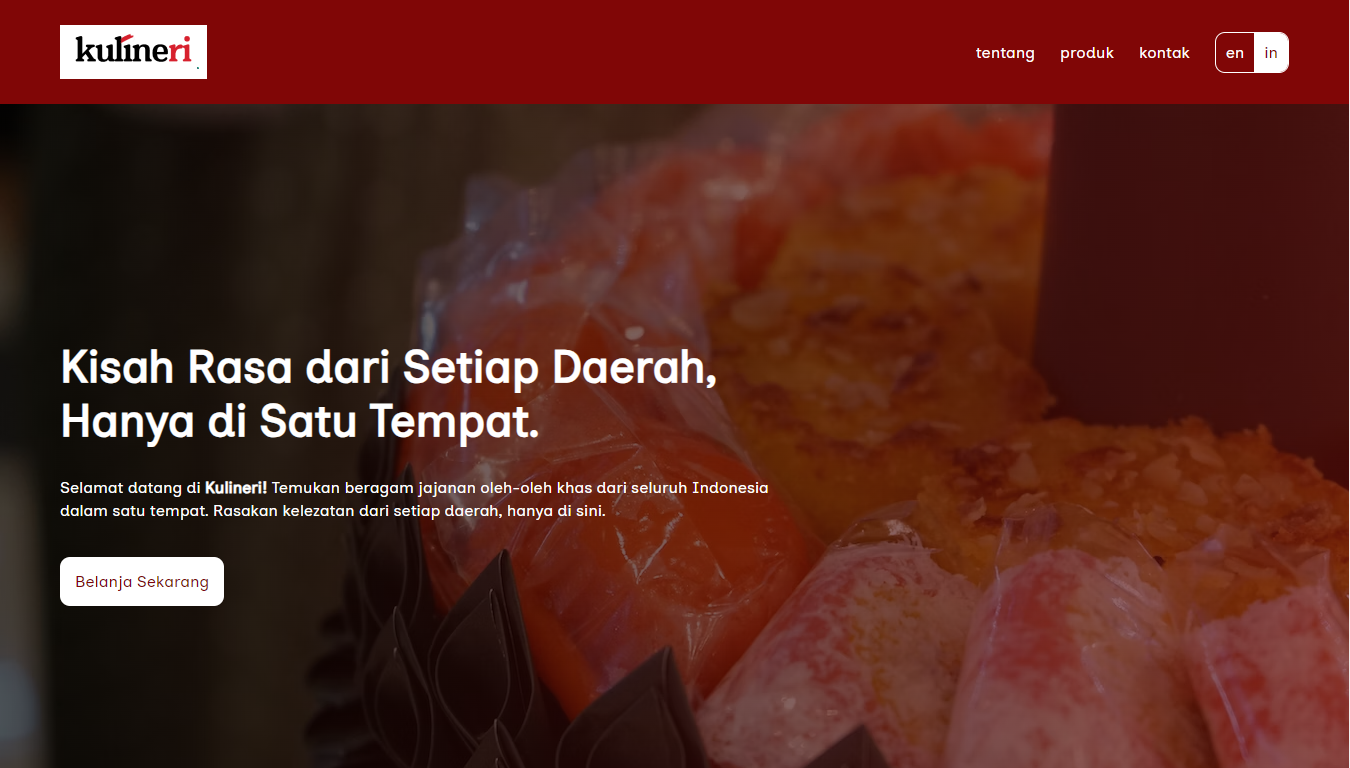 kulineri
tentang
produk
kontak
en
in
Kisah Rasa dari Setiap Daerah,
Hanya di Satu Tempat.
Selamat datang di Kulineri! Temukan beragam jajanan oleh-oleh khas dari seluruh Indonesia
dalam satu tempat. Rasakan kelezatan dari setiap daerah, hanya di sini.
Belanja Sekarang